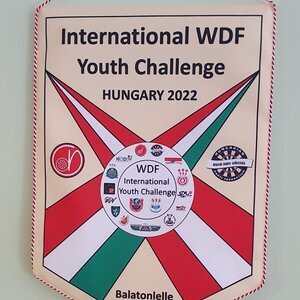 International WDF
Youth Challenge
HUNGARY 2022
WDF
International
Youth Challenge
Balatonlelle